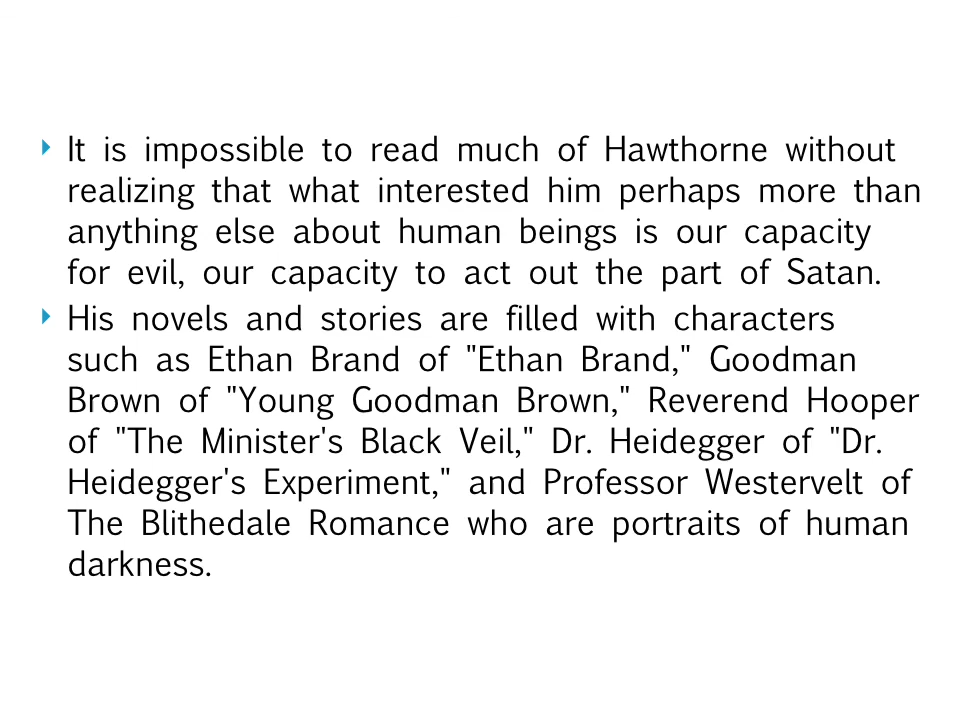 It is impossible to read much of Hawthorne without
realizing that what interested him perhaps more than
anything else about human beings is our capacity
for evil, our capacity to act out the part of Satan.
His novels and stories are filled with characters
such as Ethan Brand of "Ethan Brand," Goodman
Brown of "Young Goodman Brown," Reverend Hooper
of "The Minister's Black Veil," Dr. Heidegger of "Dr.
Heidegger's Experiment," and Professor Westervelt of
The Blithedale Romance who are portraits of human
darkness.